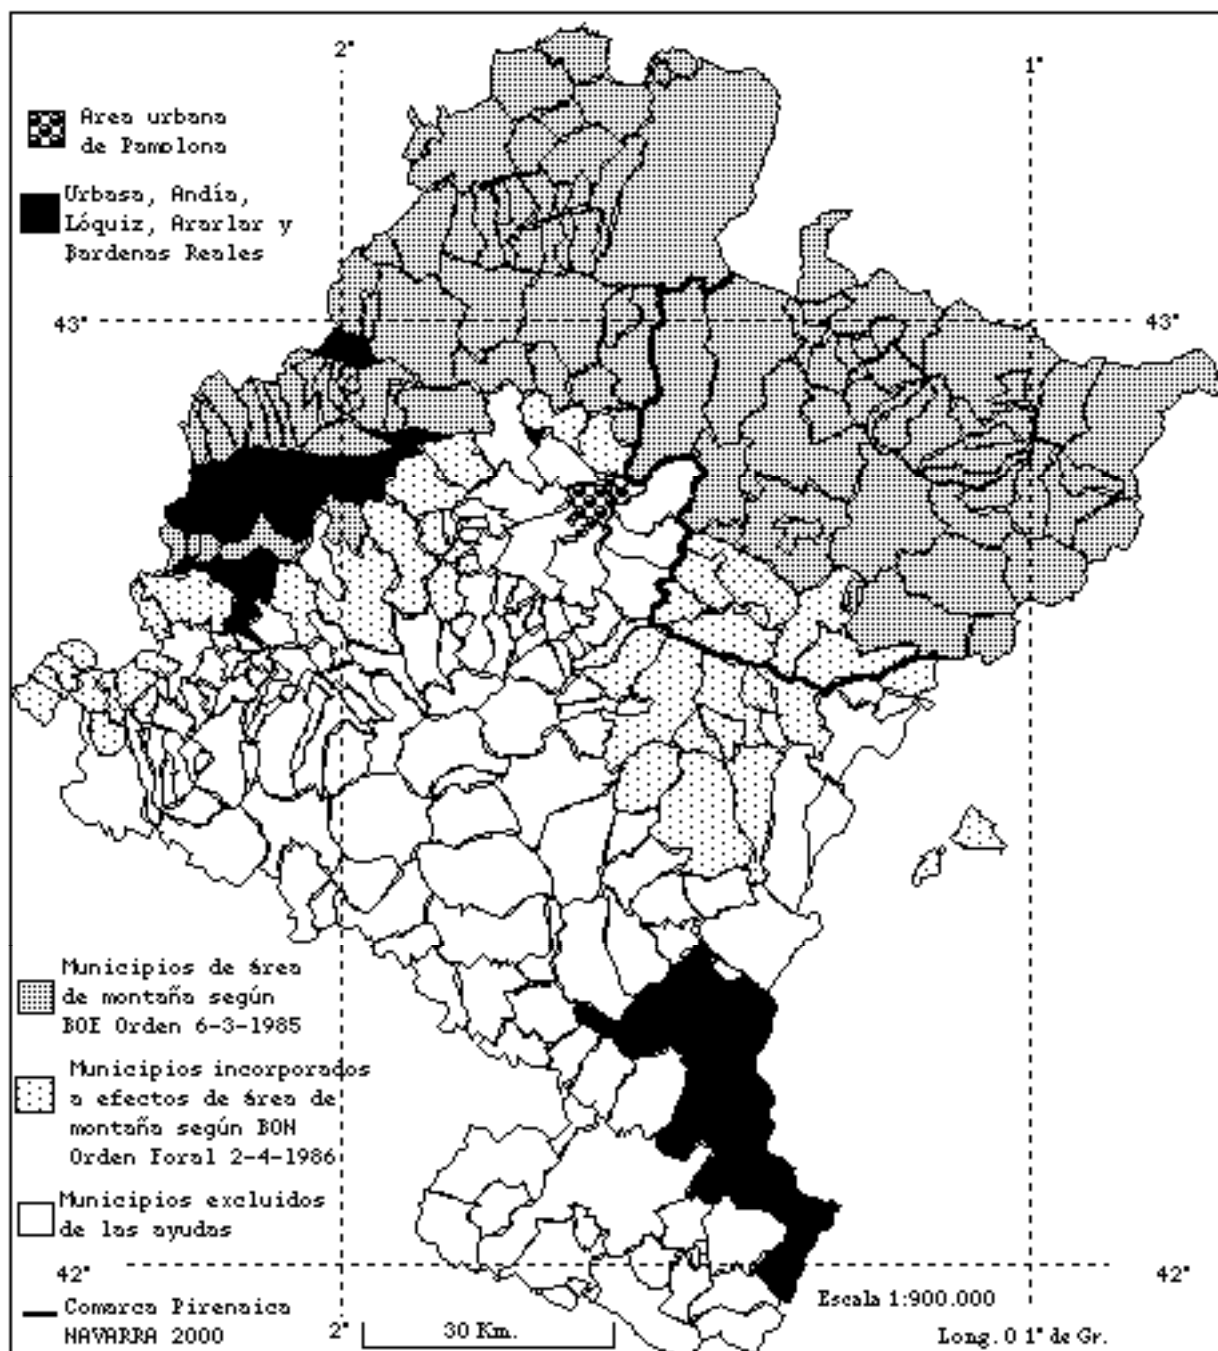 2°
1°
Area urbana
de Pamplona
Urbasa, Andía,
Lóquiz, Ararlar y
Bardenas Reales
43°
43°
Municipios de área
de montaña según
BOE Orden 6-3-1985
Municipios incorporados
a efectos de área de
montaña según BON
Orden Foral 2-4-1986
Municipios excluidos
de las ayudas
42°
42°
Comarca Pirenaica
NAVARRA 2000
2°
30 Km.
Escala 1:900.000
Long. 0 1° de Gr.